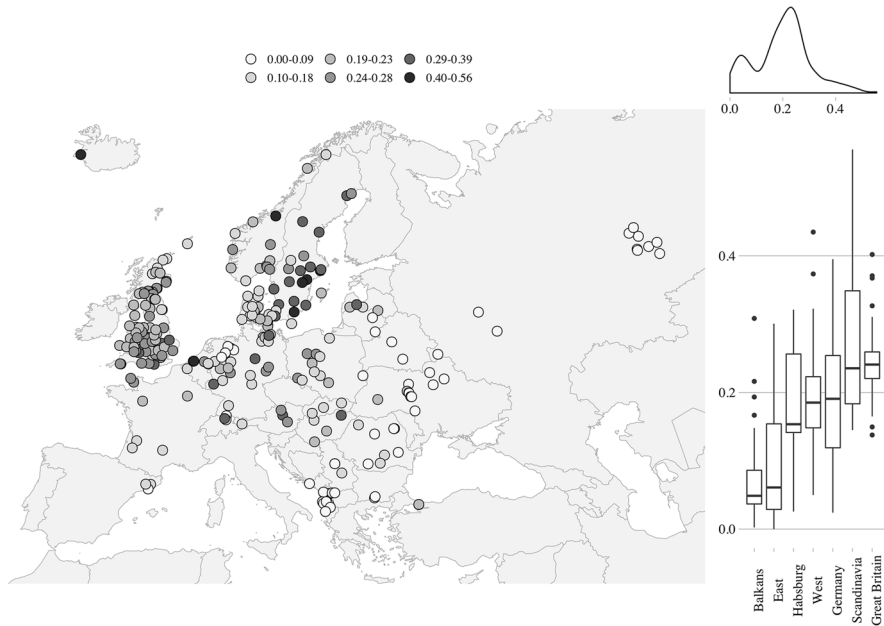 0.00-0.09 0.19-0.23 0.29-0.39
0.10-0.18 0.24-0.28 0.40-0.56
0.0 0.2 0.4
0.4
0.2
0.0
Balkans
East
Habsburg
West
Germany
Scandinavia
Great Britain